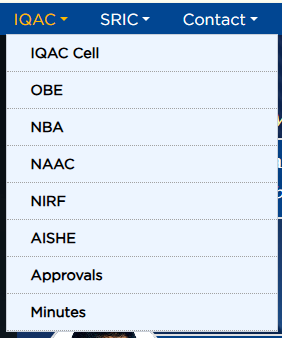 IQAC SRIC Contact
IQAC Cell
OBE
NBA
NAAC
NIRF
AISHE
Approvals
Minutes